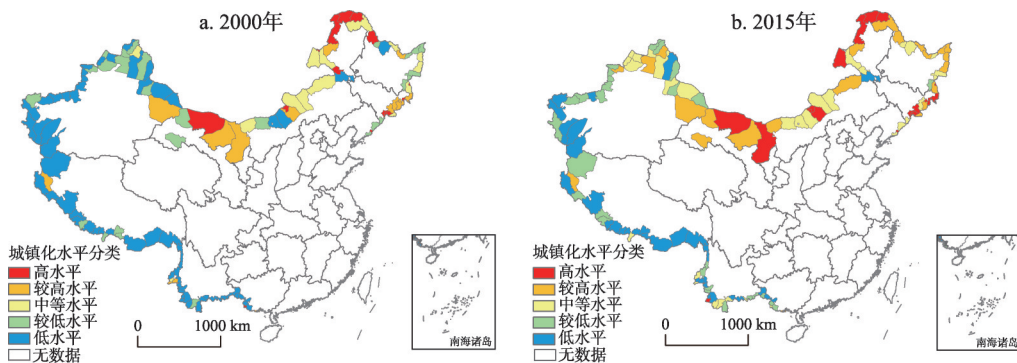 a. 2000年
城镇化水平分类
高水平
较高水平
中等水平
较低水平
低水平
无数据
0 1000 km
南海诸岛
b. 2015年
城镇化水平分类
高水平
较高水平
中等水平
较低水平
低水平
无数据
0 1000 km
南海诸岛